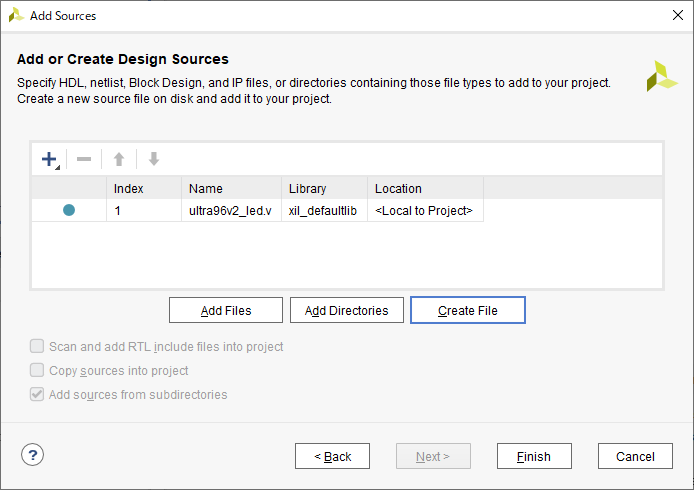 Add Sources
Add or Create Design Sources
Specify HDL, netlist, Block Design, and IP files, or directories containing those file types to add to your project.
Create a new source file on disk and add it to your project.
Index Name Library Location
1 ultra96v2_led.v xil_defaultlib <Local to Project>
Add Files Add Directories Create File
Scan and add RTL include files into project
Copy sources into project
Add sources from subdirectories
? < Back Next > Finish Cancel